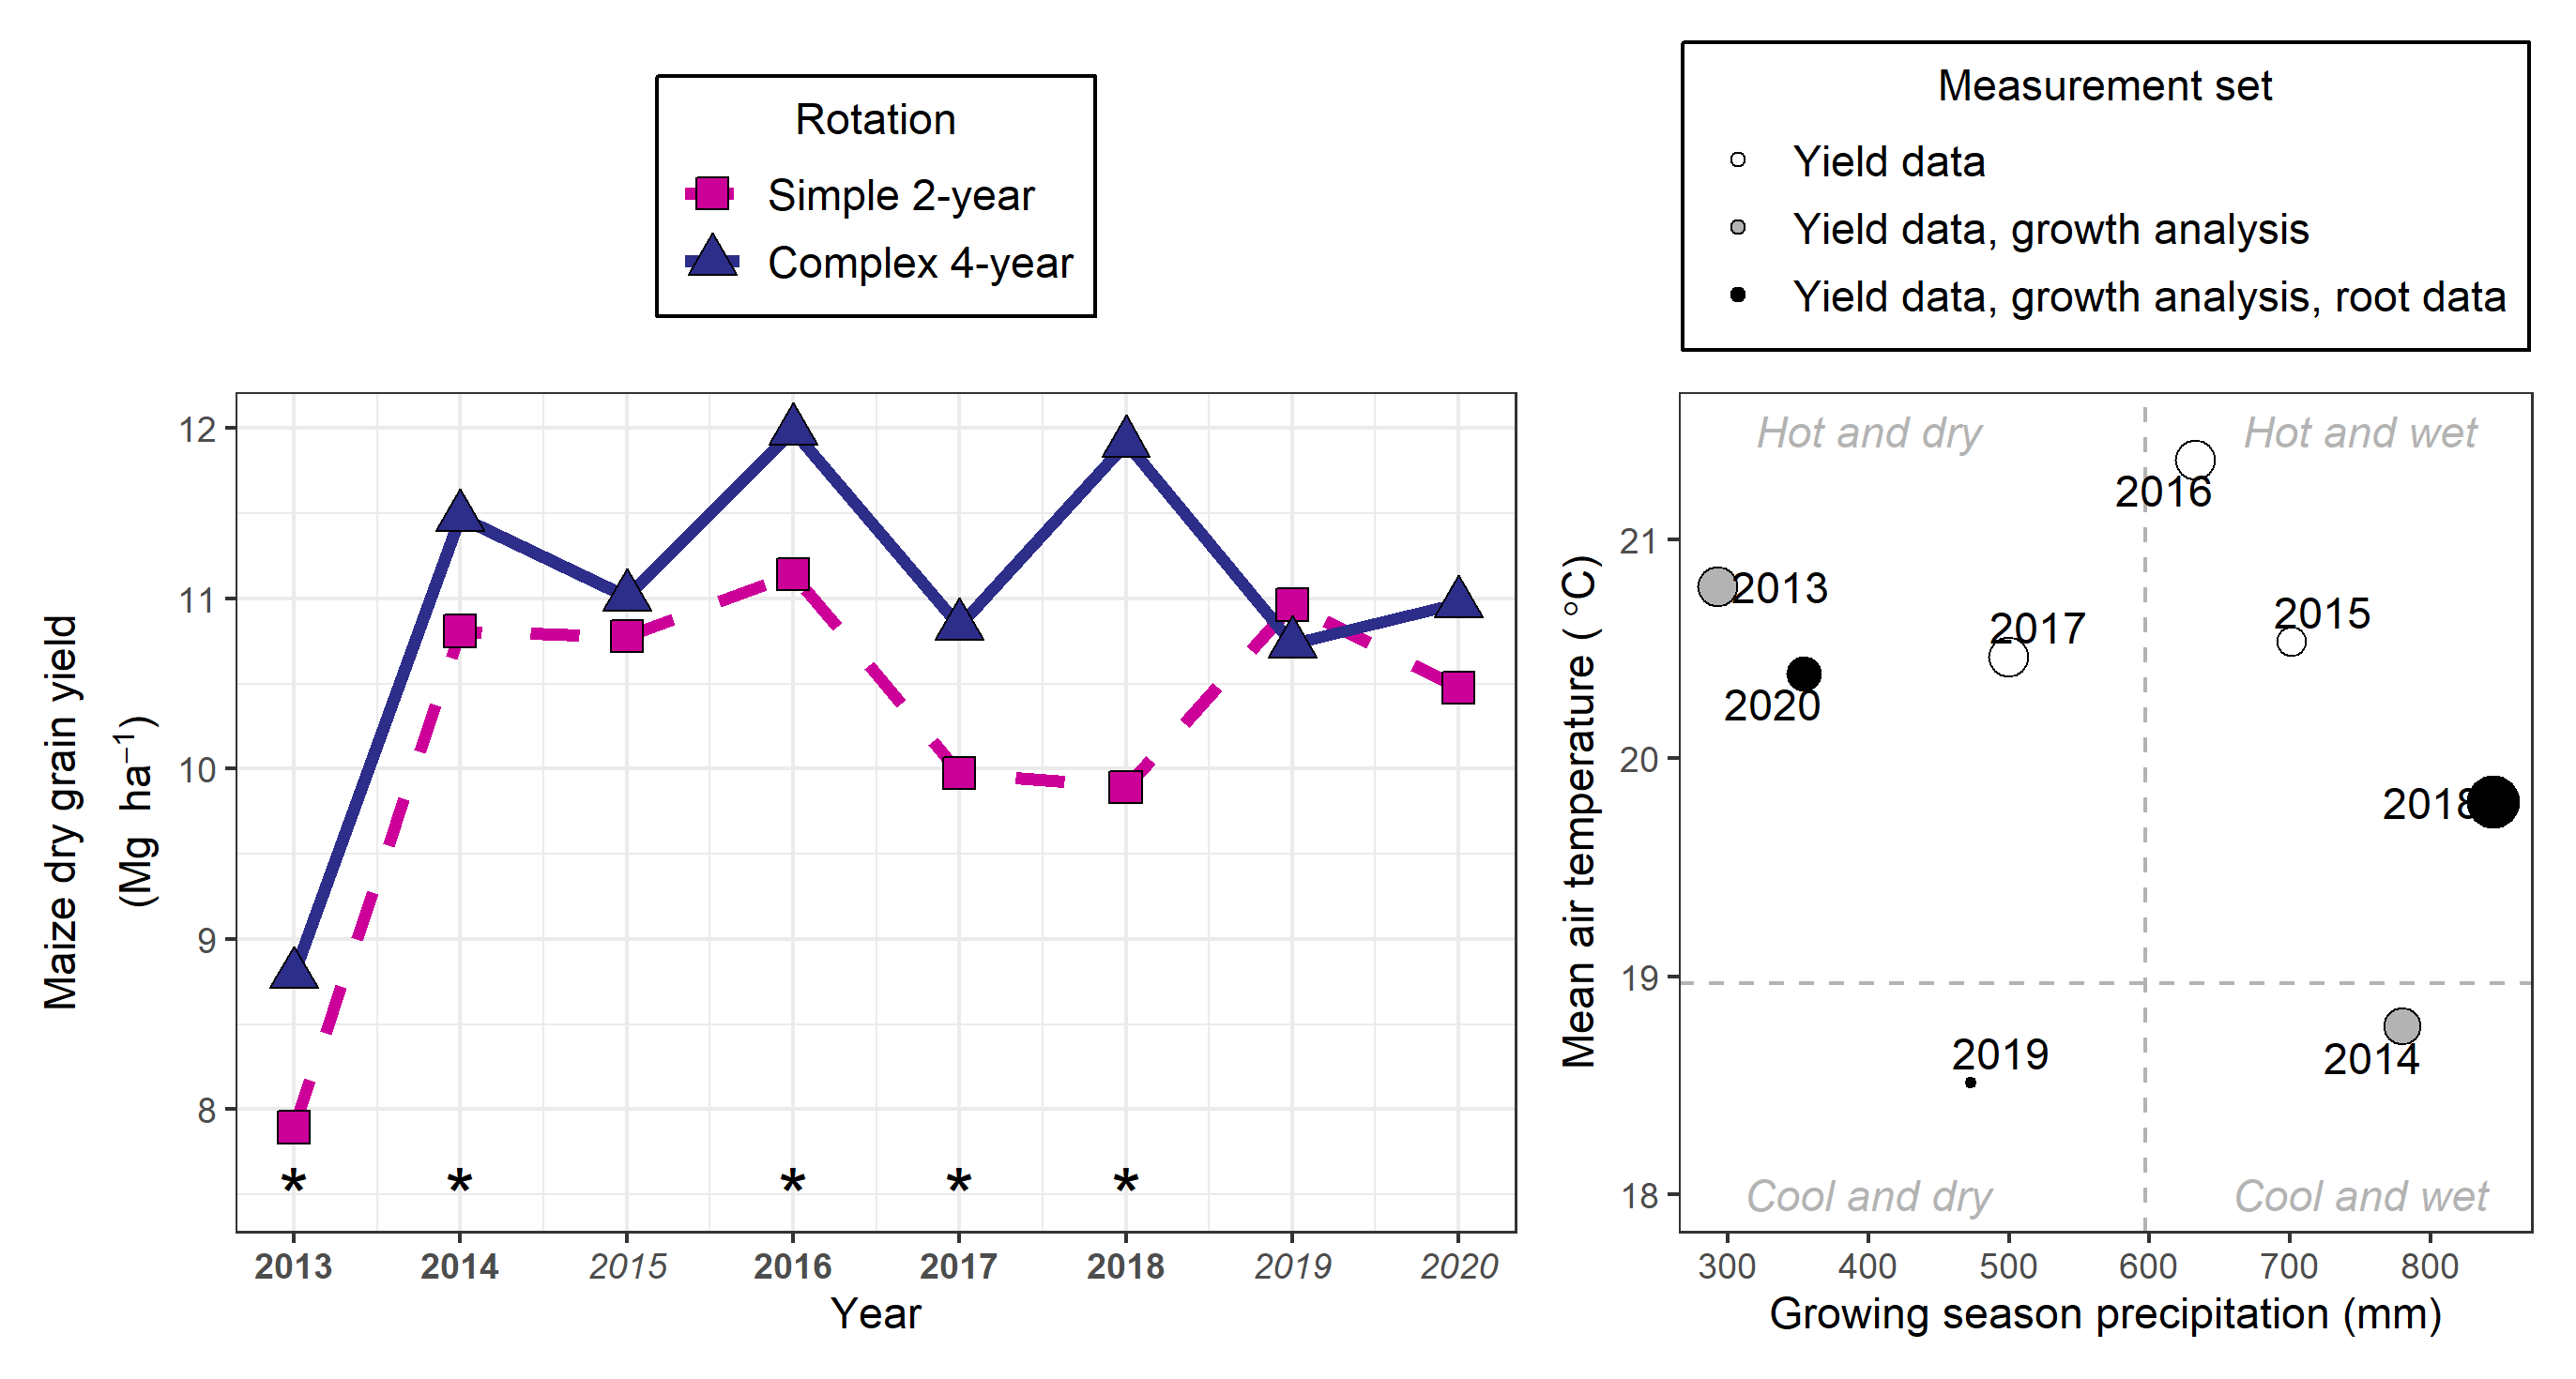 Rotation
Simple 2-year
Complex 4-year
Measurement set
Yield data
Yield data, growth analysis
Yield data, growth analysis, root data
Maize dry grain yield
(Mg ha⁻¹)
12
11
10
9
8
* * * * *
2013 2014 2015 2016 2017 2018 2019 2020
Year
Mean air temperature ( °C)
21
20
19
18
Hot and dry Hot and wet
2016
2013
2017
2015
2020
2018
2019
2014
Cool and dry Cool and wet
300 400 500 600 700 800
Growing season precipitation (mm)